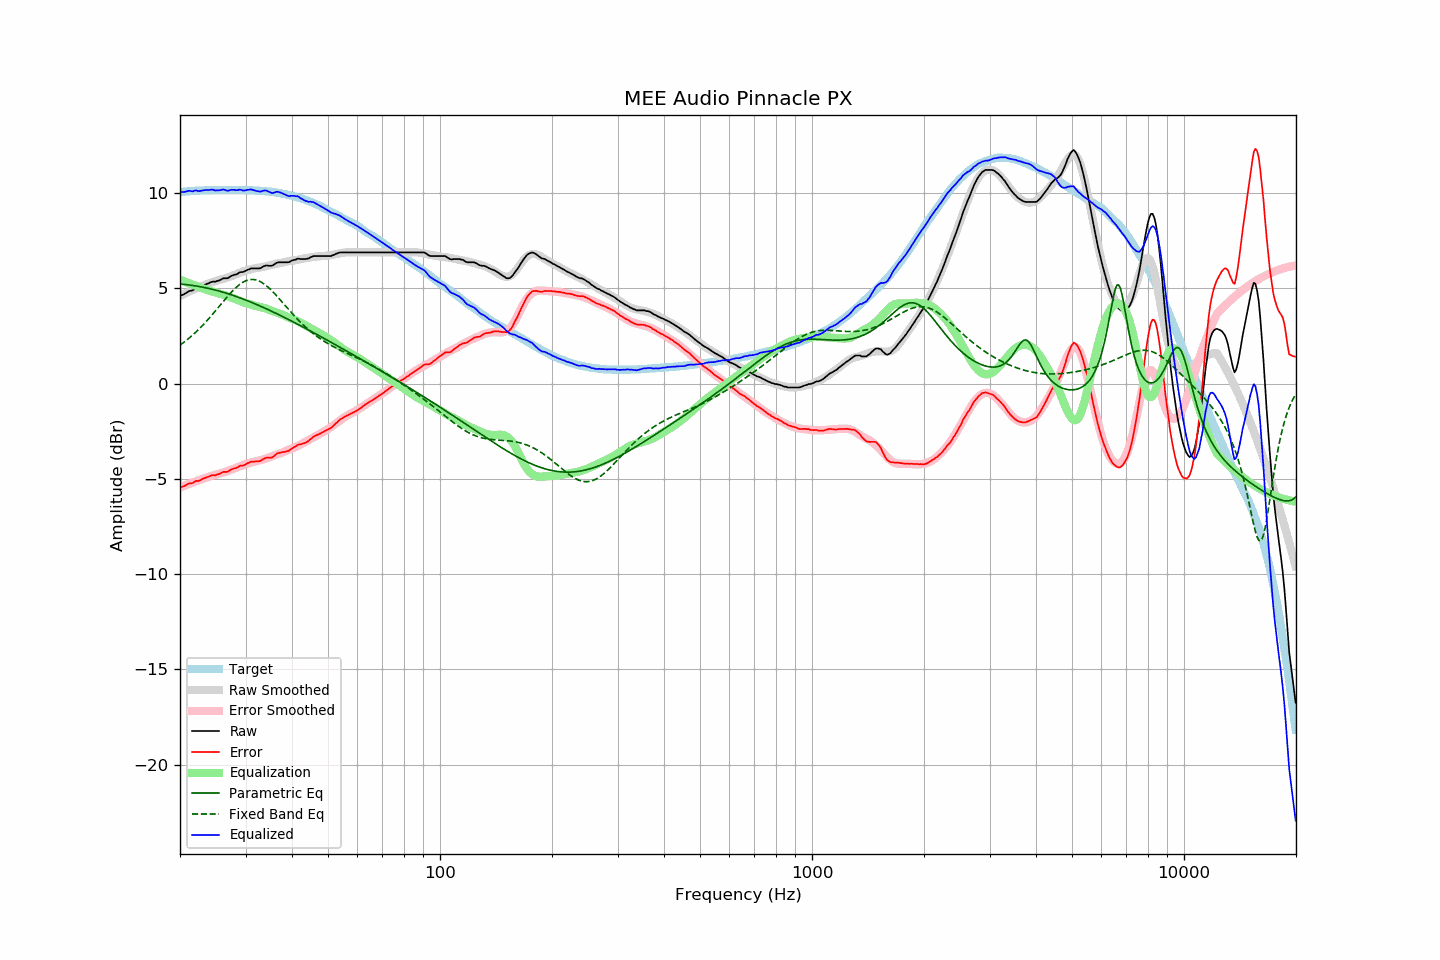 MEE Audio Pinnacle PX
Amplitude (dBr)
10
5
0
−5
−10
−15
−20
Target
Raw Smoothed
Error Smoothed
Raw
Error
Equalization
Parametric Eq
Fixed Band Eq
Equalized
100 1000 10000
Frequency (Hz)